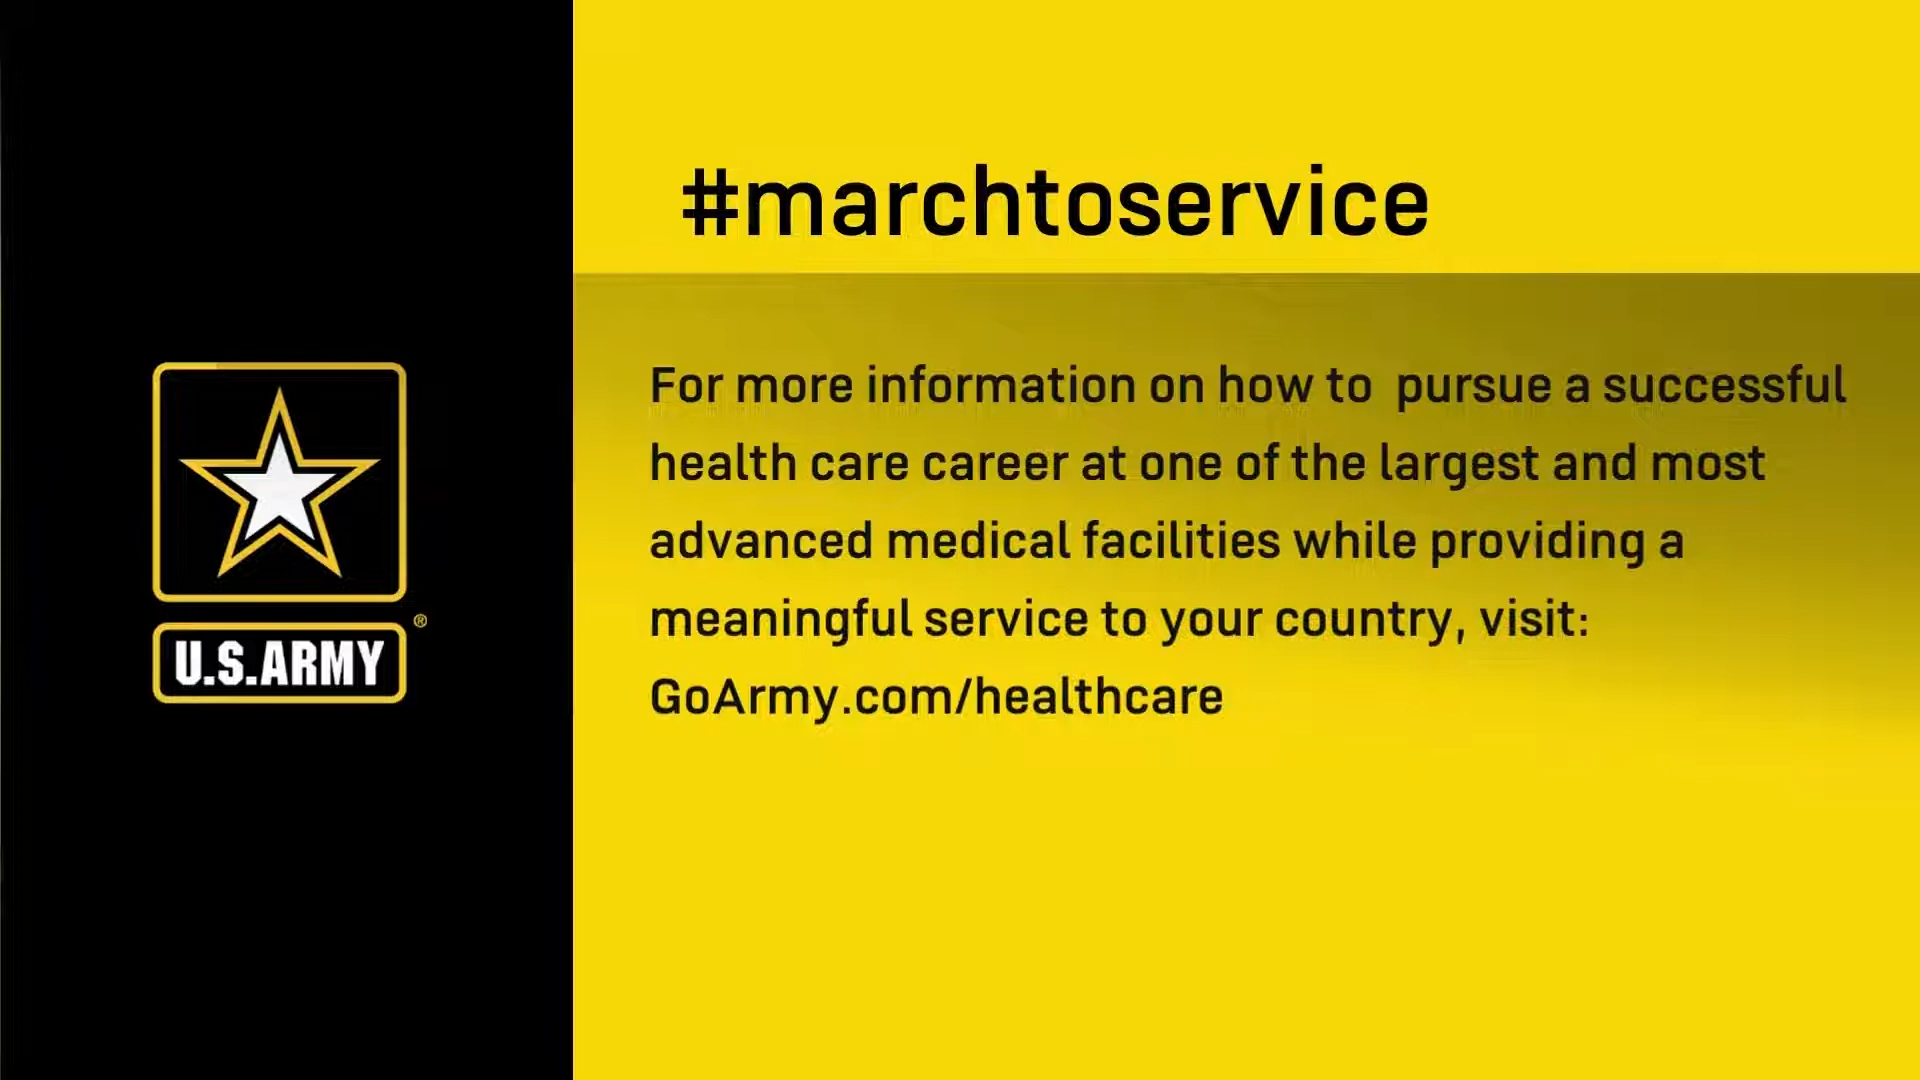 #marchtoservice
For more information on how to  pursue a successful
health care career at one of the largest and most
advanced medical facilities while providing a
meaningful service to your country, visit:
GoArmy.com/healthcare
U.S.ARMY ®